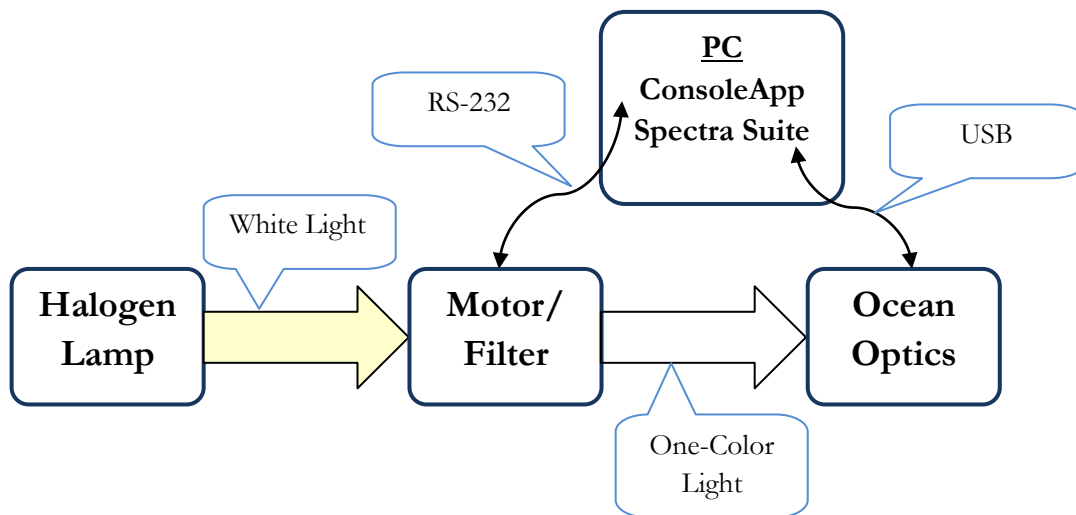 PC
ConsoleApp
Spectra Suite
RS-232
USB
White Light
Halogen
Lamp
Motor/
Filter
Ocean
Optics
One-Color
Light